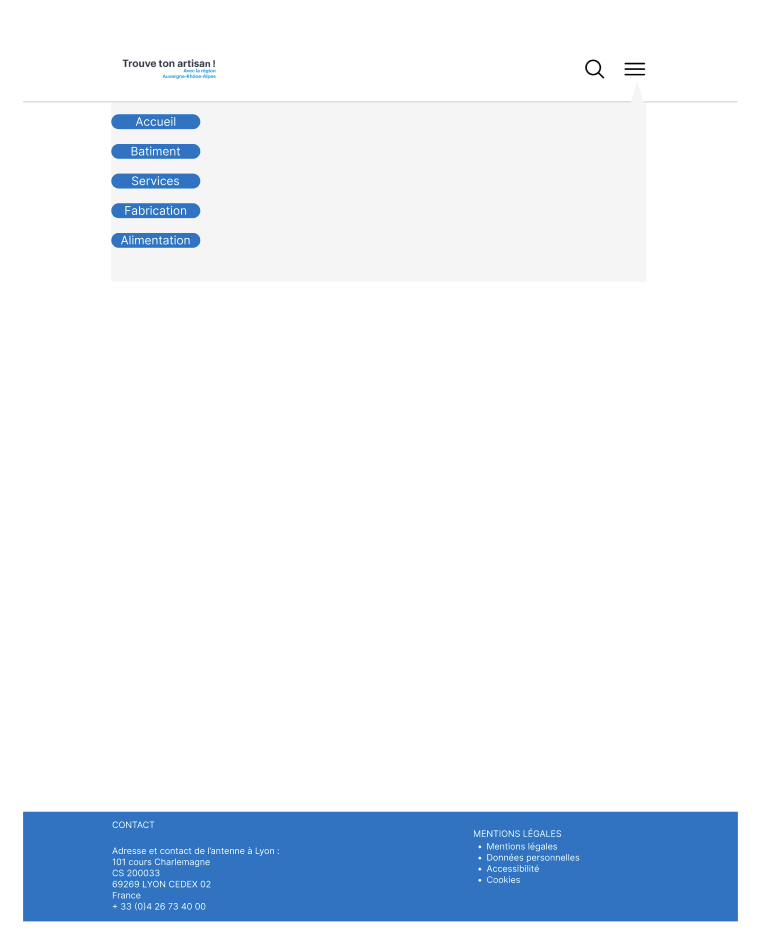 Trouve ton artisan !
Avec la région
Auvergne-Rhône-Alpes
Accueil
Batiment
Services
Fabrication
Alimentation
CONTACT
Adresse et contact de l'antenne à Lyon :
101 cours Charlemagne
CS 200033
69269 LYON CEDEX 02
France
+ 33 (0)4 26 73 40 00
MENTIONS LÉGALES
• Mentions légales
• Données personnelles
• Accessibilité
• Cookies